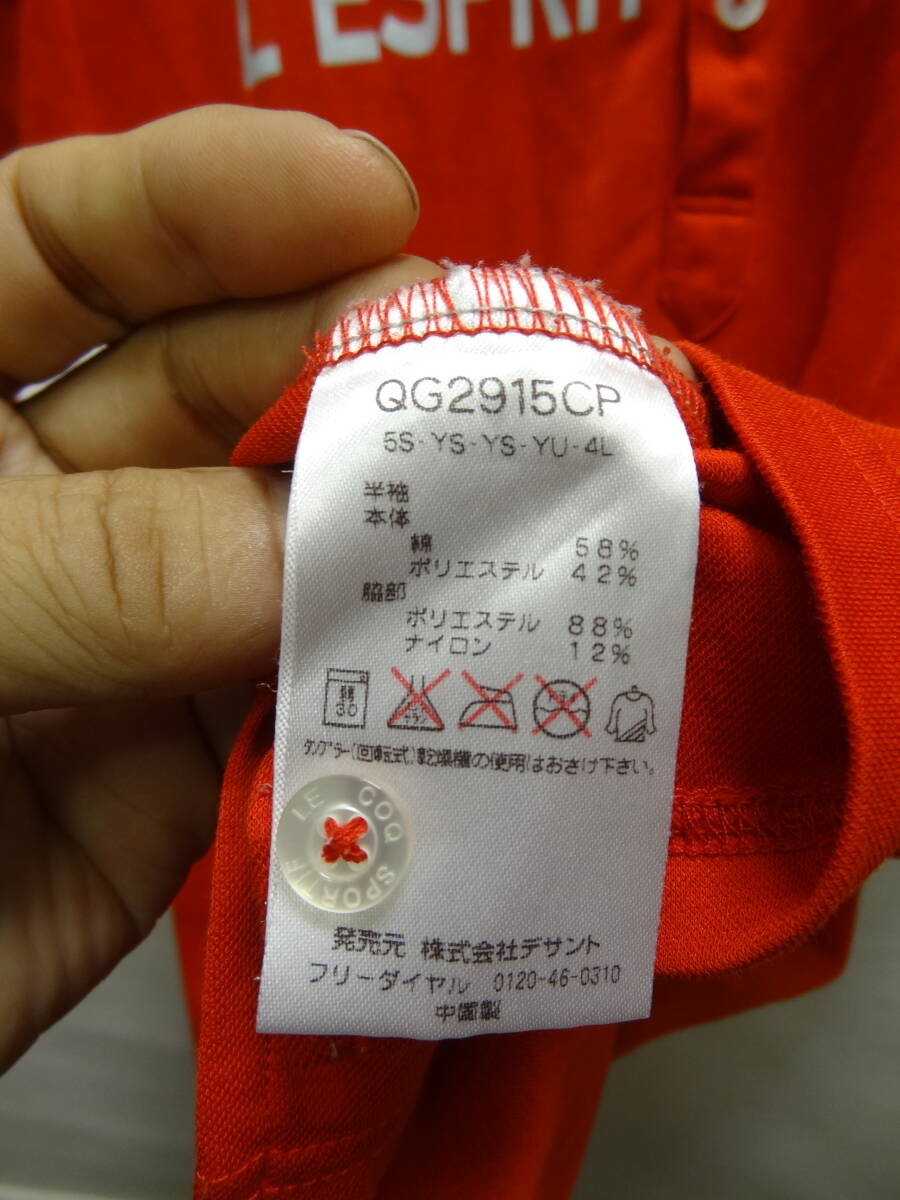 L'ESPRIT
QG2915CP
5S-YS-YS-YU-4L
半袖
本体
綿 58%
ポリエステル 42%
脇部
ポリエステル 88%
ナイロン 12%
30
タンブラー(回転式)乾燥機の使用はおさけ下さい。
LE COQ SPORTIF
発売元 株式会社デサント
フリーダイヤル 0120-46-0310
中国製